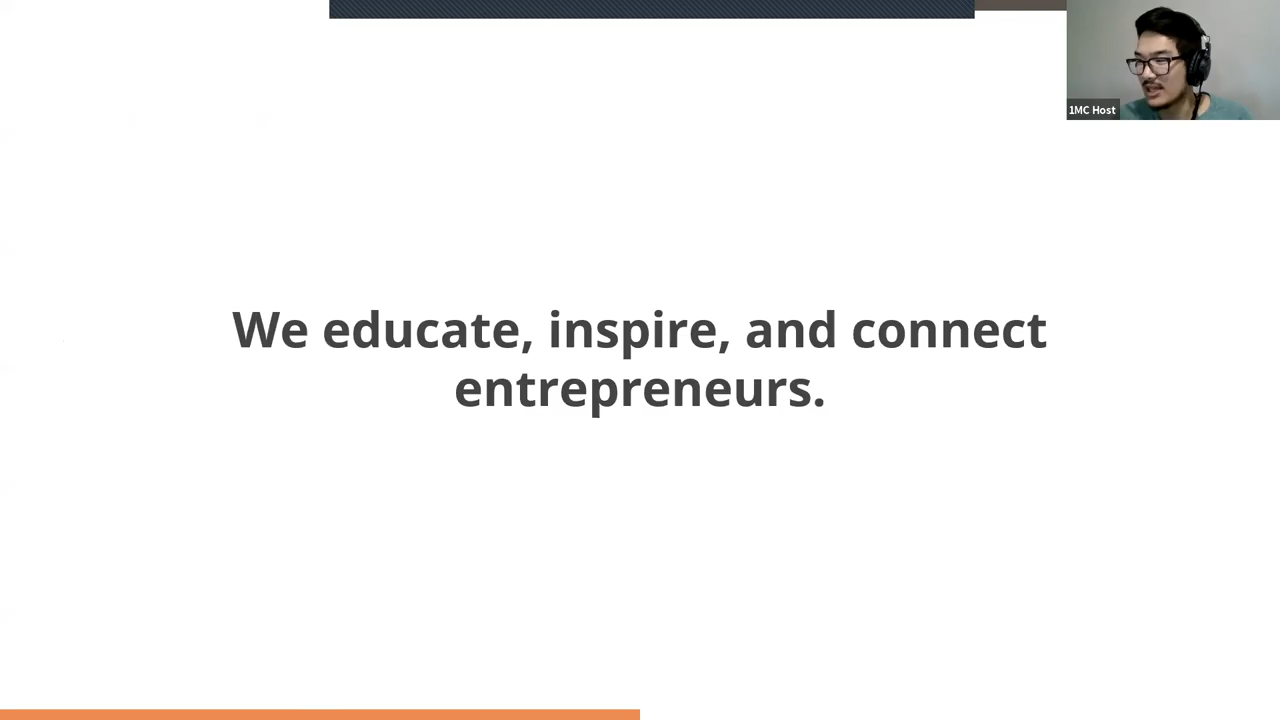 1MC Host
We educate, inspire, and connect
entrepreneurs.